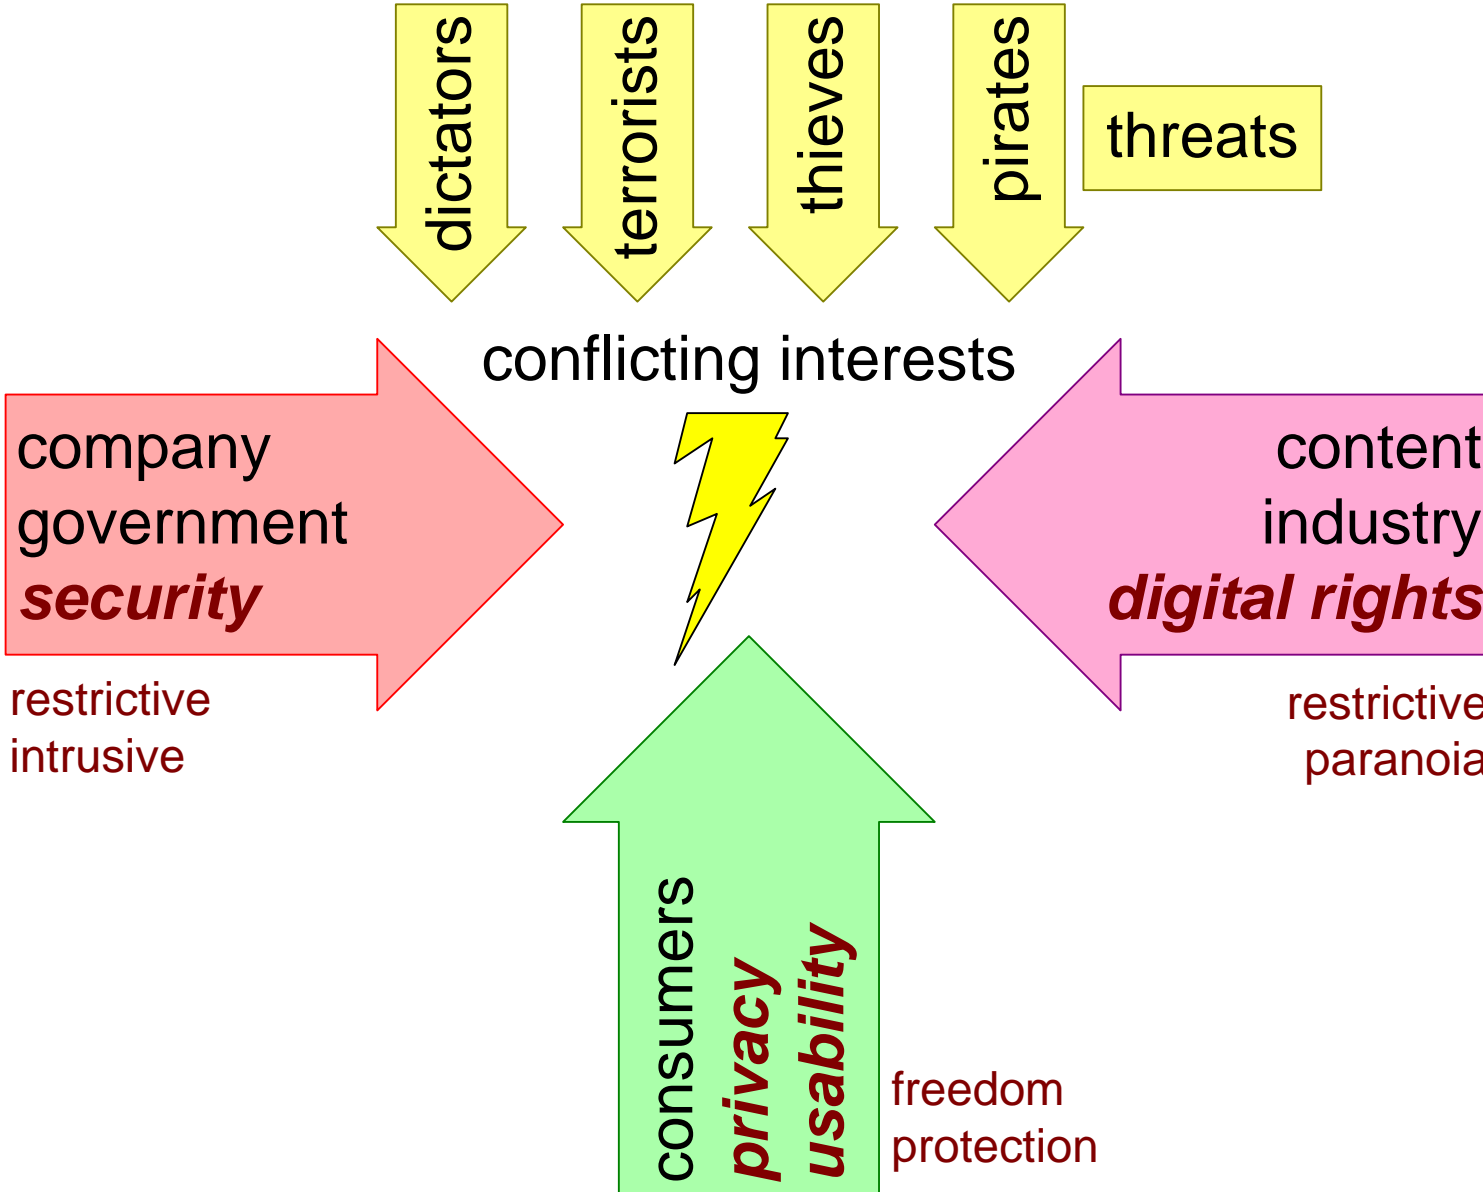 dictators
terrorists
thieves
pirates
threats
conflicting interests
company
government
security
content
industry
digital rights
restrictive
intrusive
restrictive
paranoia
consumers
privacy
usability
freedom
protection